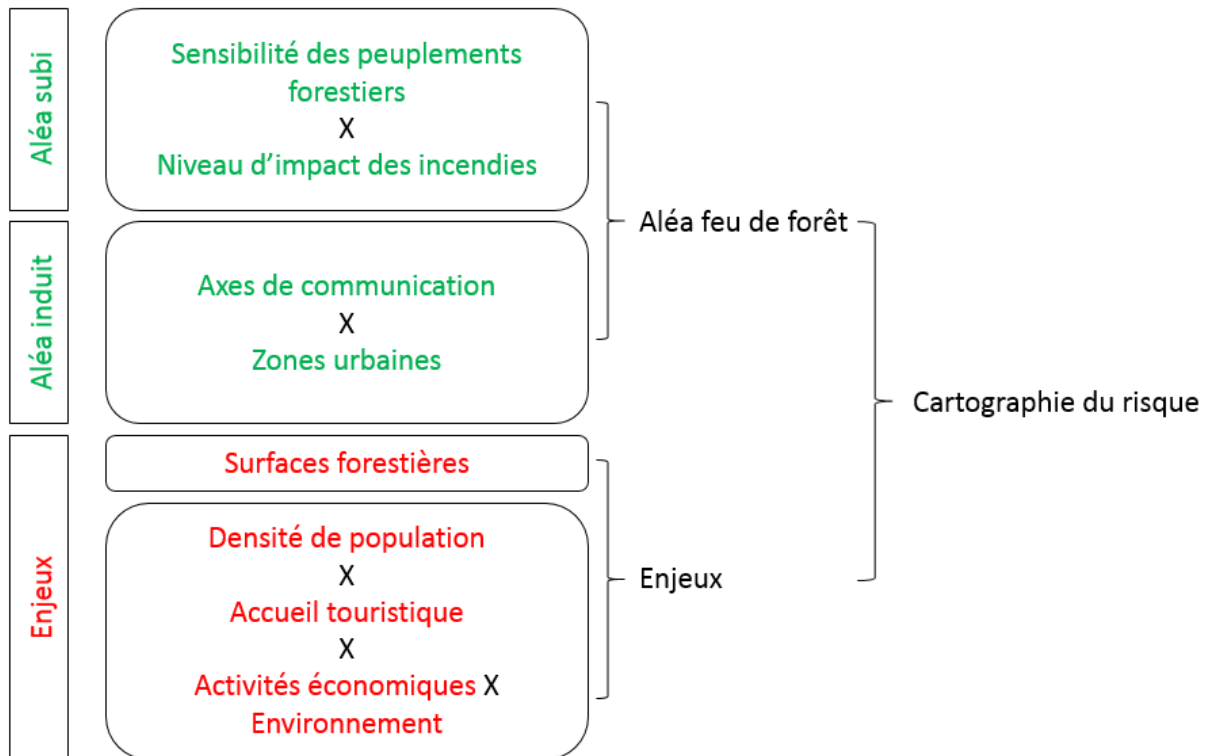 Aléa subi
Sensibilité des peuplements
forestiers
X
Niveau d’impact des incendies
Aléa induit
Axes de communication
X
Zones urbaines
Aléa feu de forêt
Enjeux
Surfaces forestières
Densité de population
X
Accueil touristique
X
Activités économiques X
Environnement
Enjeux
Cartographie du risque